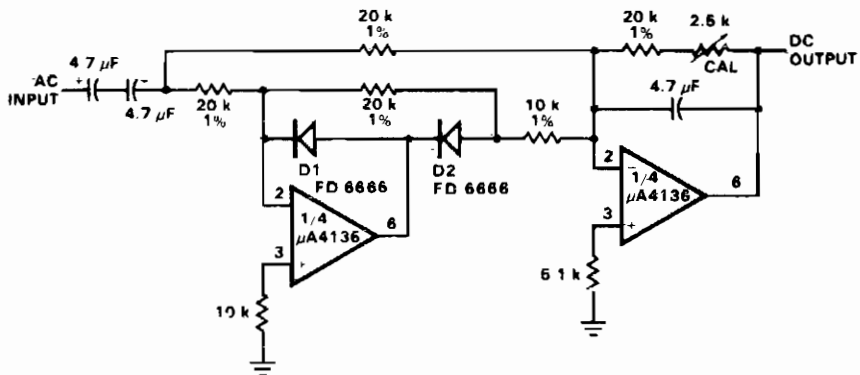 20 k
1%
20 k
1%
2.5 k
CAL
DC
OUTPUT
4 7 µF
+
-
AC
INPUT
4.7 µF
20 k
1%
20 k
1%
10 k
1%
4.7 µF
D1
FD 6666
D2
FD 6666
2
1/4
µA4136
6
3
+
10 k
2
−
1/4
µA4136
6
3
+
5 1 k